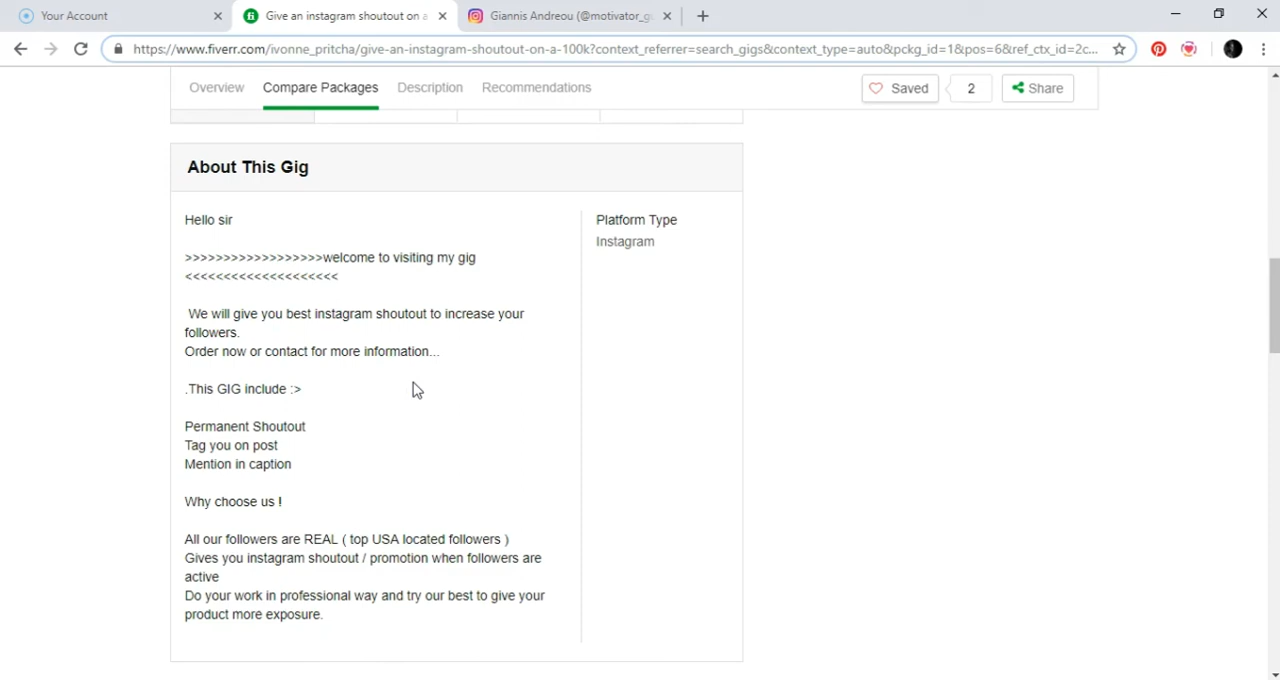 Your Account
Give an instagram shoutout on a
Giannis Andreou (@motivator_g
https://www.fiverr.com/ivonne_pritcha/give-an-instagram-shoutout-on-a-100k?context_referrer=search_gigs&context_type=auto&pckg_id=1&pos=6&ref_ctx_id=2c...
Overview
Compare Packages
Description
Recommendations
Saved
2
Share
About This Gig
Hello sir
>>>>>>>>>>>>>>>>>>welcome to visiting my gig
<<<<<<<<<<<<<<<<<<<<
We will give you best instagram shoutout to increase your
followers.
Order now or contact for more information...
.This GIG include :>
Permanent Shoutout
Tag you on post
Mention in caption
Why choose us !
All our followers are REAL ( top USA located followers )
Gives you instagram shoutout / promotion when followers are
active
Do your work in professional way and try our best to give your
product more exposure.
Platform Type
Instagram